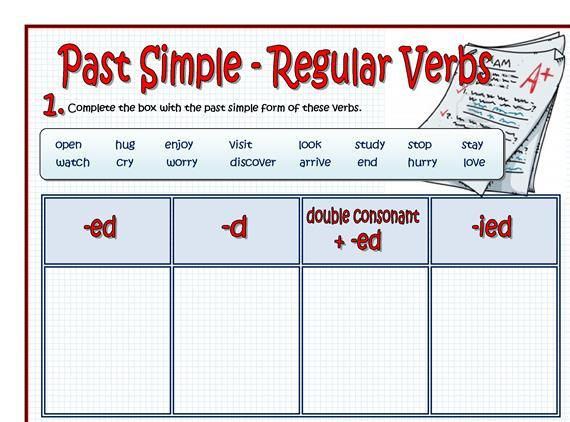 Past Simple - Regular Verbs
EXAM
A+
1. Complete the box with the past simple form of these verbs.
open hug enjoy visit look study stop stay
watch cry worry discover arrive end hurry love
-ed -d double consonant + -ed -ied